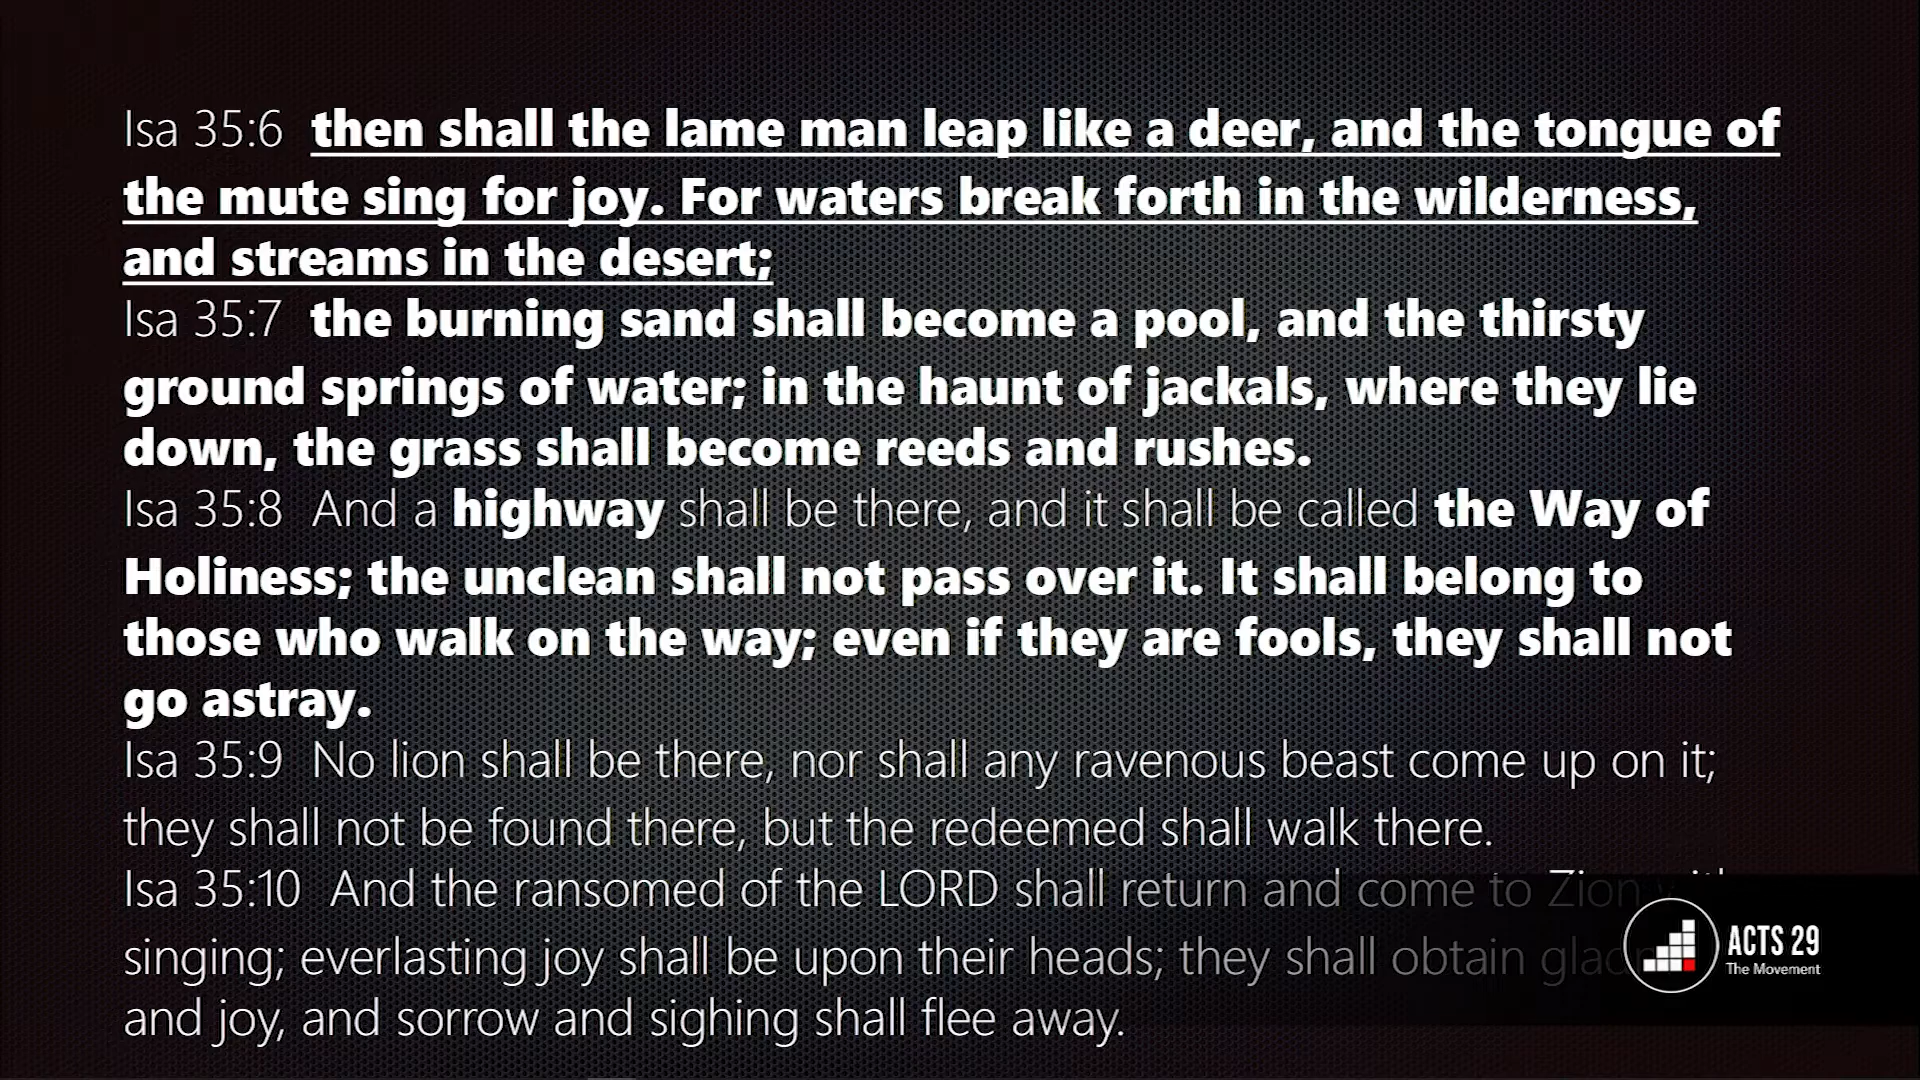 Isa 35:6  then shall the lame man leap like a deer, and the tongue of
the mute sing for joy. For waters break forth in the wilderness,
and streams in the desert;
Isa 35:7  the burning sand shall become a pool, and the thirsty
ground springs of water; in the haunt of jackals, where they lie
down, the grass shall become reeds and rushes.
Isa 35:8  And a highway shall be there, and it shall be called the Way of
Holiness; the unclean shall not pass over it. It shall belong to
those who walk on the way; even if they are fools, they shall not
go astray.
Isa 35:9  No lion shall be there, nor shall any ravenous beast come up on it;
they shall not be found there, but the redeemed shall walk there.
Isa 35:10  And the ransomed of the LORD shall return and come to Zion
singing; everlasting joy shall be upon their heads; they shall obtain
and joy, and sorrow and sighing shall flee away.
ACTS 29
The Movement